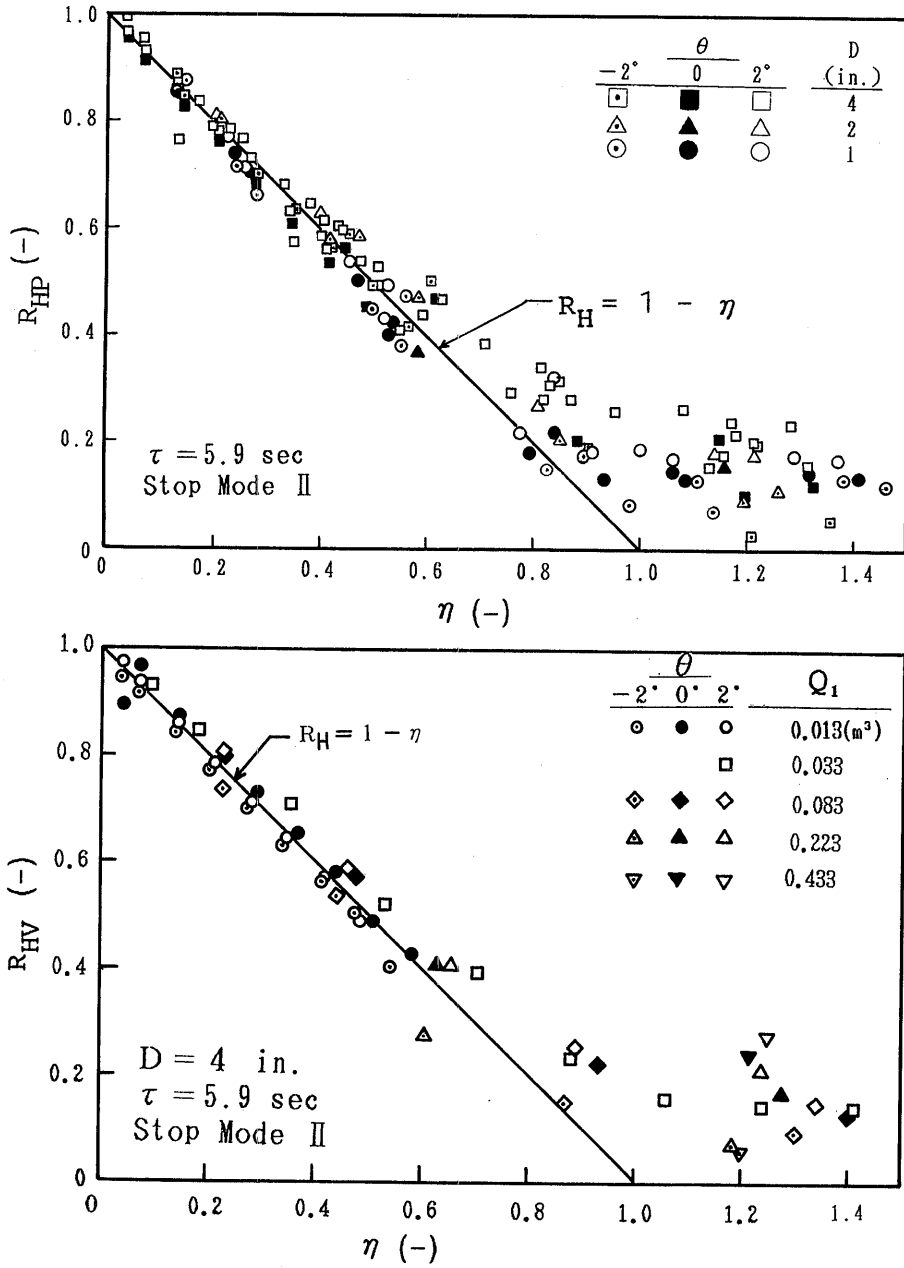 1.0
0.8
0.6
0.4
0.2
0
R_HP (-)
θ
-2° 0 2°
D
(in.)
4
2
1
R_H = 1 - η
τ = 5.9 sec
Stop Mode II
0.2 0.4 0.6 0.8 1.0 1.2 1.4
η (-)
1.0
0.8
0.6
0.4
0.2
0
R_HV (-)
θ
-2° 0° 2°
Q₁
0.013(m³)
0.033
0.083
0.223
0.433
R_H = 1 - η
D = 4 in.
τ = 5.9 sec
Stop Mode II
0 0.2 0.4 0.6 0.8 1.0 1.2 1.4
η (-)